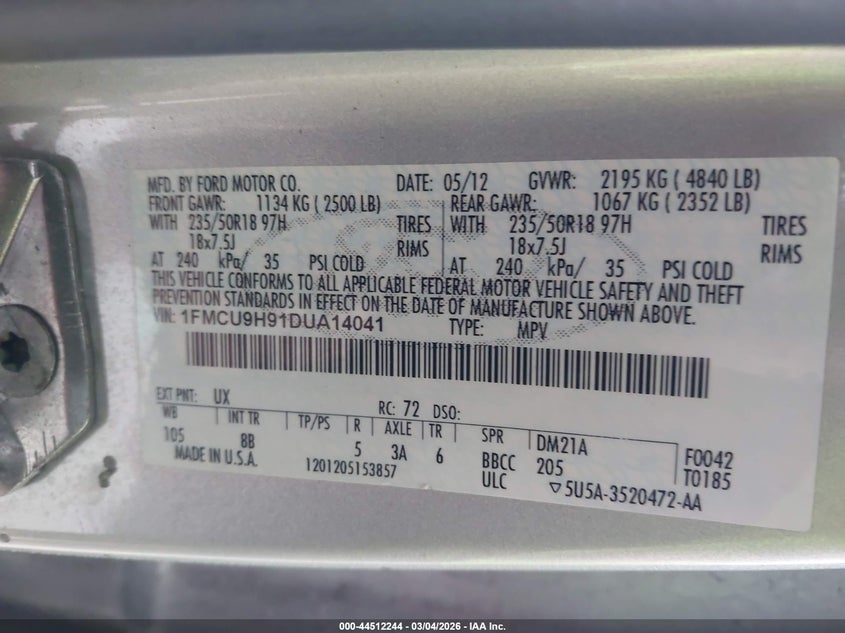 MFD. BY FORD MOTOR CO. DATE: 05/12 GVWR: 2195 KG ( 4840 LB)
FRONT GAWR: 1134 KG ( 2500 LB) REAR GAWR: 1067 KG ( 2352 LB)
WITH 235/50R18 97H TIRES WITH 235/50R18 97H TIRES
18x7.5J RIMS 18x7.5J RIMS
AT 240 kPa/ 35 PSI COLD AT 240 kPa/ 35 PSI COLD
THIS VEHICLE CONFORMS TO ALL APPLICABLE FEDERAL MOTOR VEHICLE SAFETY AND THEFT
PREVENTION STANDARDS IN EFFECT ON THE DATE OF MANUFACTURE SHOWN ABOVE.
VIN: 1FMCU9H91DUA14041 TYPE: MPV
EXT PNT: UX RC: 72 DSO:
WB INT TR TP/PS R AXLE TR SPR DM21A F0042
105 8B 5 3A 6 BBCC 205 T0185
MADE IN U.S.A. 1201205153857 ULC ▽5U5A-3520472-AA
000-44512244 - 03/04/2026 - IAA Inc.